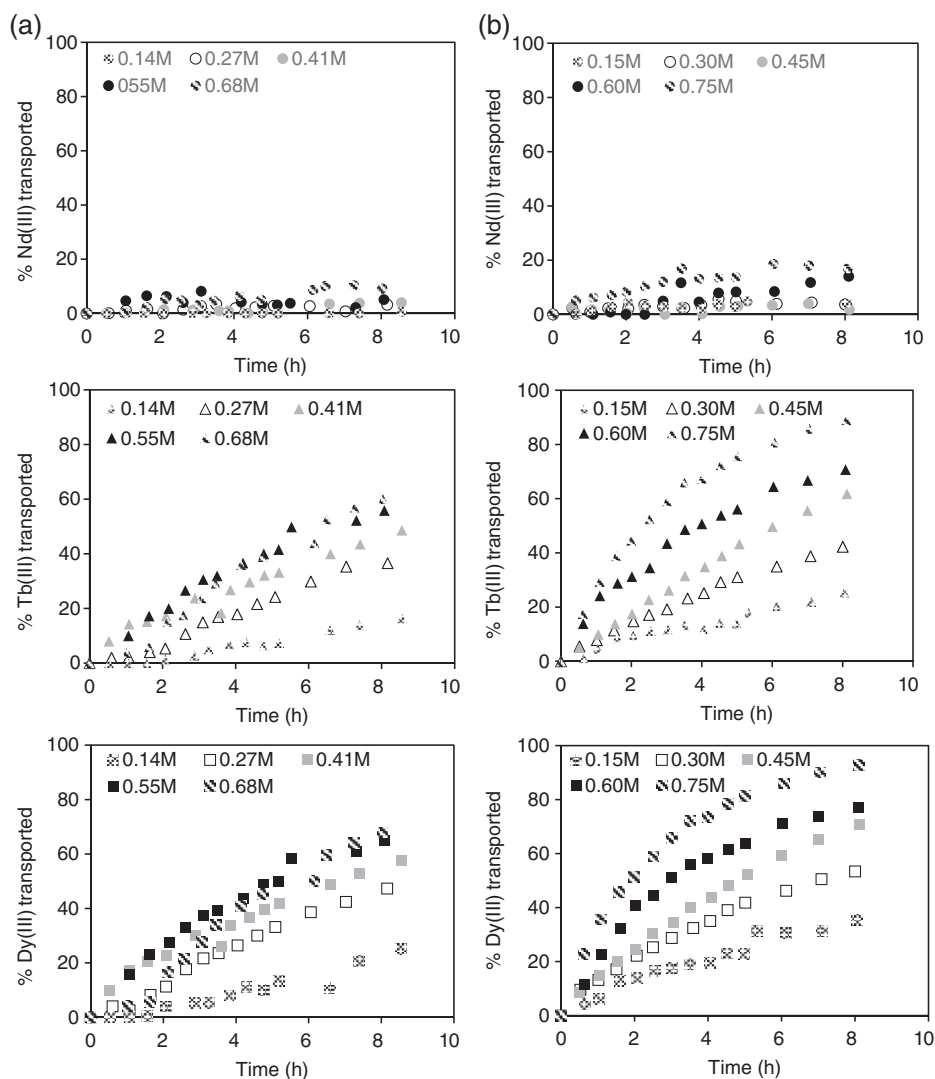 (a)
0.14M 0.27M 0.41M
055M 0.68M
% Nd(III) transported
100
80
60
40
20
0
0 2 4 6 8 10
Time (h)
(b)
0.15M 0.30M 0.45M
0.60M 0.75M
% Nd(III) transported
100
80
60
40
20
0
0 2 4 6 8 10
Time (h)
0.14M 0.27M 0.41M
0.55M 0.68M
% Tb(III) transported
100
80
60
40
20
0
0 2 4 6 8 10
Time (h)
0.15M 0.30M 0.45M
0.60M 0.75M
% Tb(III) transported
100
80
60
40
20
0
0 2 4 6 8 10
Time (h)
0.14M 0.27M 0.41M
0.55M 0.68M
% Dy(III) transported
100
80
60
40
20
0
0 2 4 6 8 10
Time (h)
0.15M 0.30M 0.45M
0.60M 0.75M
% Dy(III) transported
100
80
60
40
20
0
0 2 4 6 8 10
Time (h)